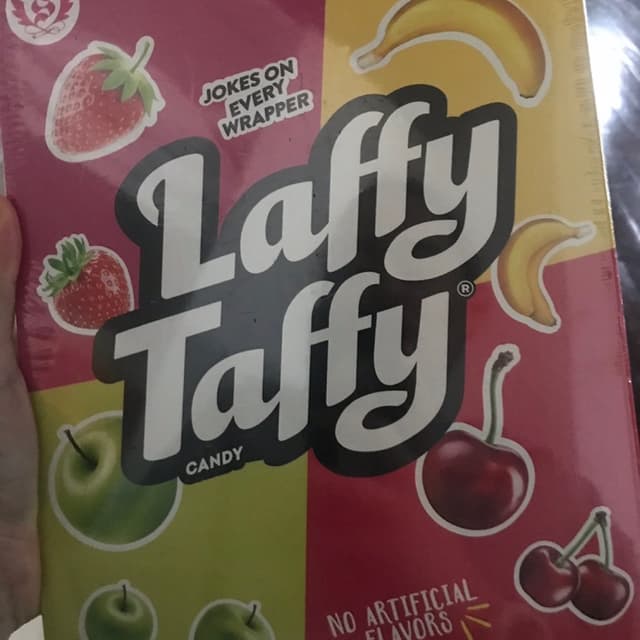 JOKES ON
EVERY
WRAPPER
Laffy
Taffy®
CANDY
NO ARTIFICIAL
FLAVORS